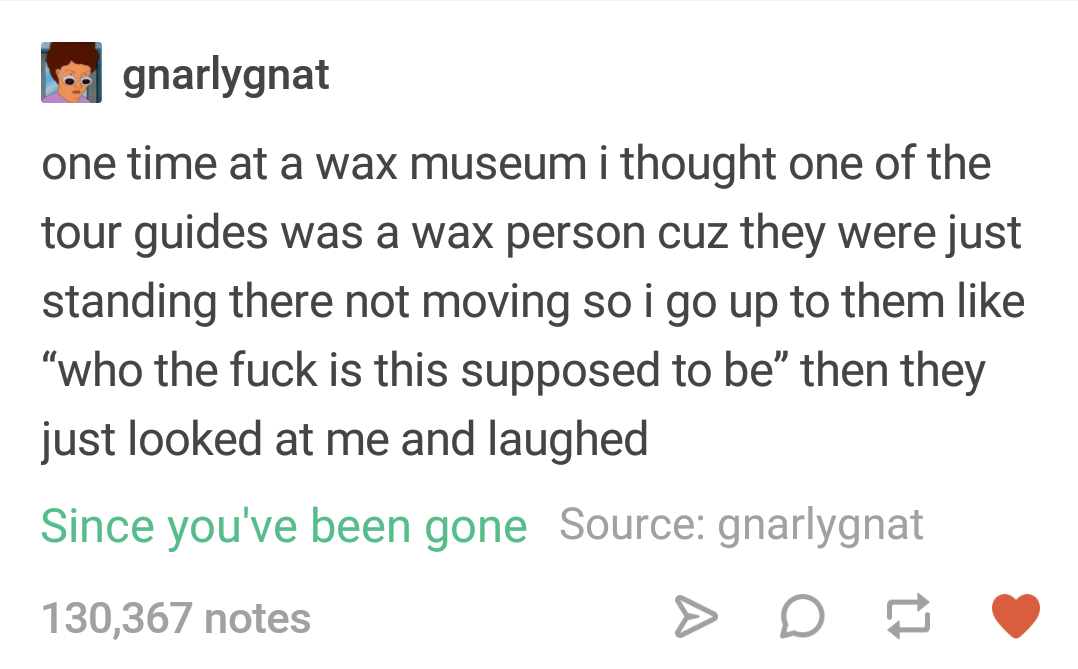 gnarlygnat
one time at a wax museum i thought one of the
tour guides was a wax person cuz they were just
standing there not moving so i go up to them like
“who the fuck is this supposed to be” then they
just looked at me and laughed
Since you've been gone Source: gnarlygnat
130,367 notes